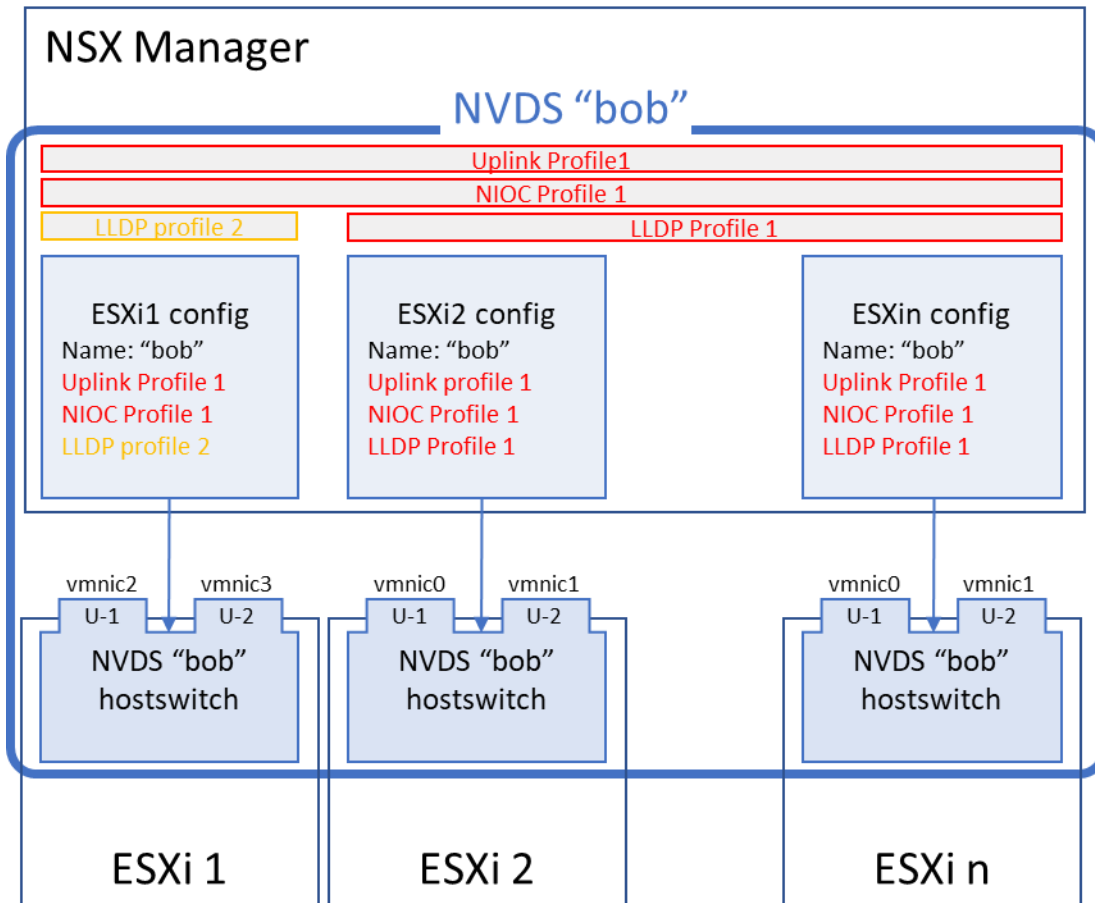 NSX Manager
NVDS “bob”
Uplink Profile1
NIOC Profile 1
LLDP profile 2
LLDP Profile 1
ESXi1 config
Name: “bob”
Uplink Profile 1
NIOC Profile 1
LLDP profile 2
ESXi2 config
Name: “bob”
Uplink profile 1
NIOC Profile 1
LLDP Profile 1
ESXin config
Name: “bob”
Uplink Profile 1
NIOC Profile 1
LLDP Profile 1
vmnic2
vmnic3
U-1
U-2
NVDS “bob”
hostswitch
ESXi 1
vmnic0
vmnic1
U-1
U-2
NVDS “bob”
hostswitch
ESXi 2
vmnic0
vmnic1
U-1
U-2
NVDS “bob”
hostswitch
ESXi n